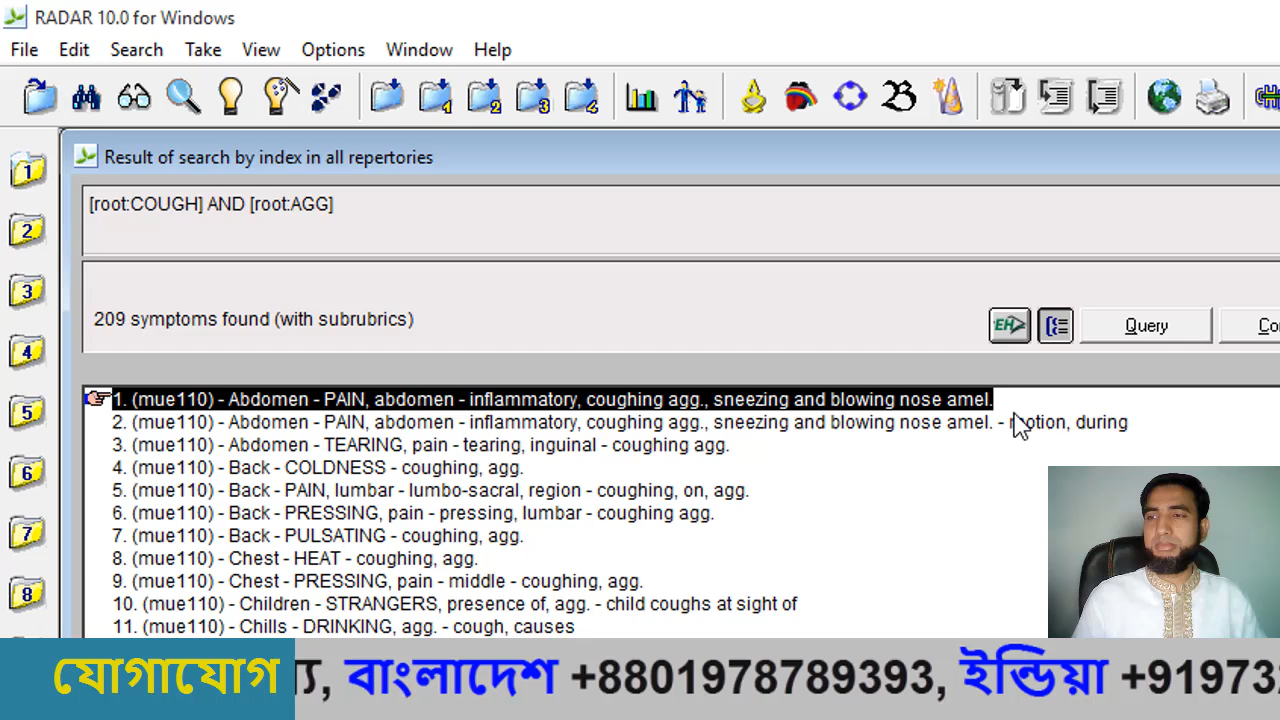 RADAR 10.0 for Windows
File Edit Search Take View Options Window Help
1 2 3 4
B
Result of search by index in all repertories
[root:COUGH] AND [root:AGG]
209 symptoms found (with subrubrics)
EH Query
1. (mue110) - Abdomen - PAIN, abdomen - inflammatory, coughing agg., sneezing and blowing nose amel.
2. (mue110) - Abdomen - PAIN, abdomen - inflammatory, coughing agg., sneezing and blowing nose amel. - motion, during
3. (mue110) - Abdomen - TEARING, pain - tearing, inguinal - coughing agg.
4. (mue110) - Back - COLDNESS - coughing, agg.
5. (mue110) - Back - PAIN, lumbar - lumbo-sacral, region - coughing, on, agg.
6. (mue110) - Back - PRESSING, pain - pressing, lumbar - coughing agg.
7. (mue110) - Back - PULSATING - coughing, agg.
8. (mue110) - Chest - HEAT - coughing, agg.
9. (mue110) - Chest - PRESSING, pain - middle - coughing, agg.
10. (mue110) - Children - STRANGERS, presence of, agg. - child coughs at sight of
11. (mue110) - Chills - DRINKING, agg. - cough, causes
1
2
3
4
5
6
7
8
যোগাযোগ বাংলাদেশ +8801978789393, ইন্ডিয়া +91973